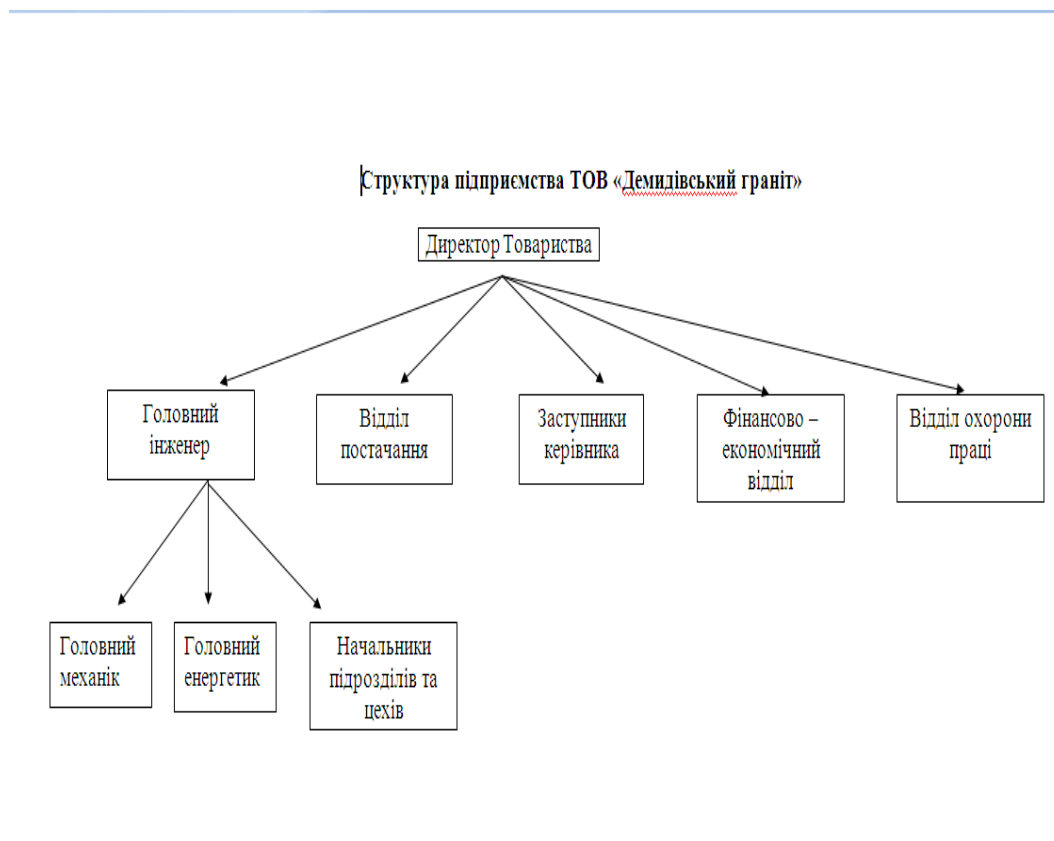 Структура підприємства ТОВ «Демидівський граніт»
Директор Товариства
Головний
інженер
Відділ
постачання
Заступники
керівника
Фінансово –
економічний
відділ
Відділ охорони
праці
Головний
механік
Головний
енергетик
Начальники
підрозділів та
цехів